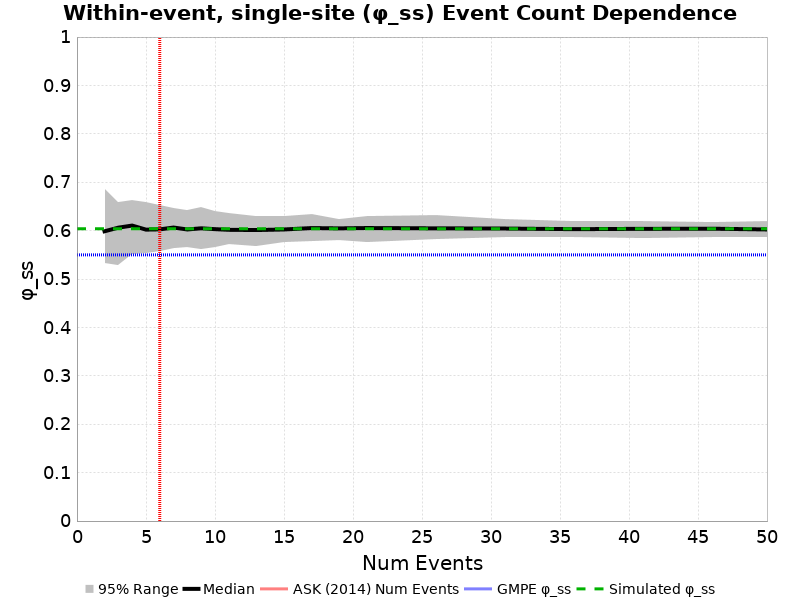 Within-event, single-site (φ_ss) Event Count Dependence
1
0.9
0.8
0.7
0.6
0.5
0.4
0.3
0.2
0.1
0
φ_ss
0 5 10 15 20 25 30 35 40 45 50
Num Events
95% Range Median ASK (2014) Num Events GMPE φ_ss Simulated φ_ss